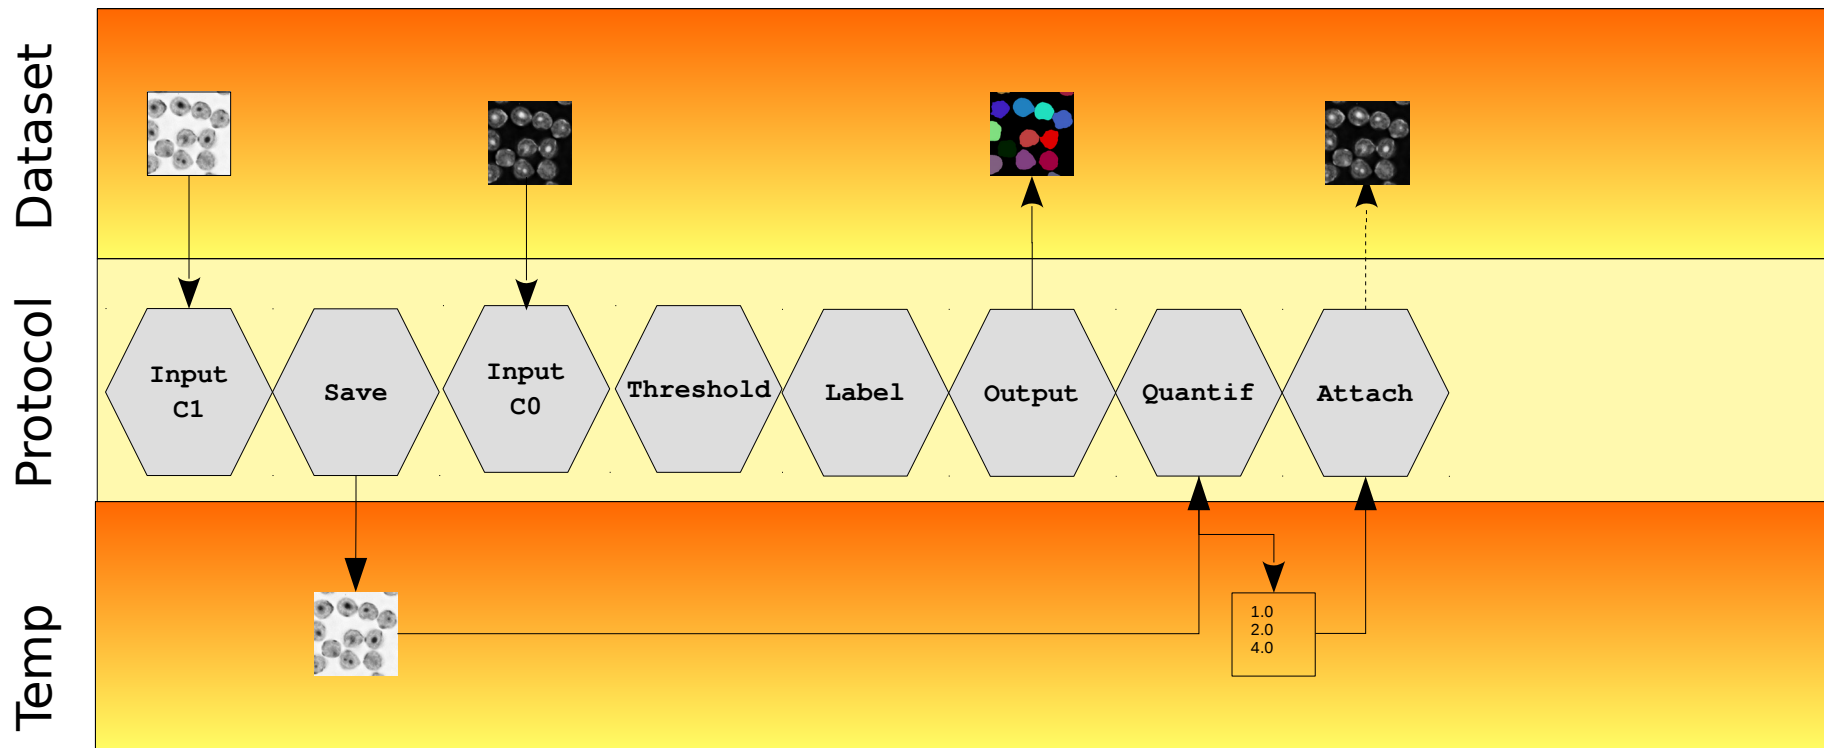 Dataset
Protocol
Input
C1
Save
Input
C0
Threshold
Label
Output
Quantif
Attach
Temp
1.0
2.0
4.0